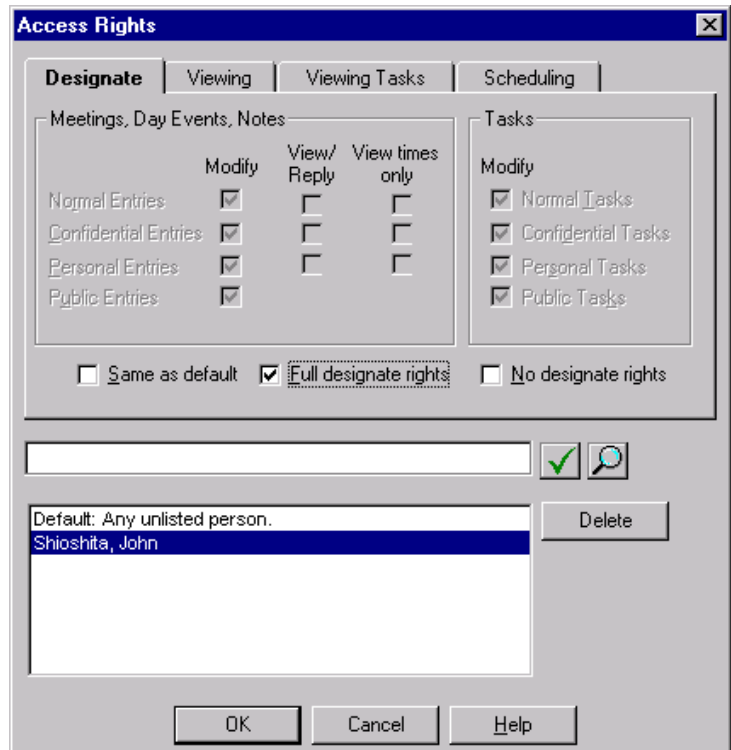 Access Rights
Designate Viewing Viewing Tasks Scheduling
Meetings, Day Events, Notes
Modify View/ Reply View times only
Normal Entries
Confidential Entries
Personal Entries
Public Entries
Tasks
Modify
Normal Tasks
Confidential Tasks
Personal Tasks
Public Tasks
Same as default Full designate rights No designate rights
Default: Any unlisted person.
Shioshita, John
Delete
OK Cancel Help